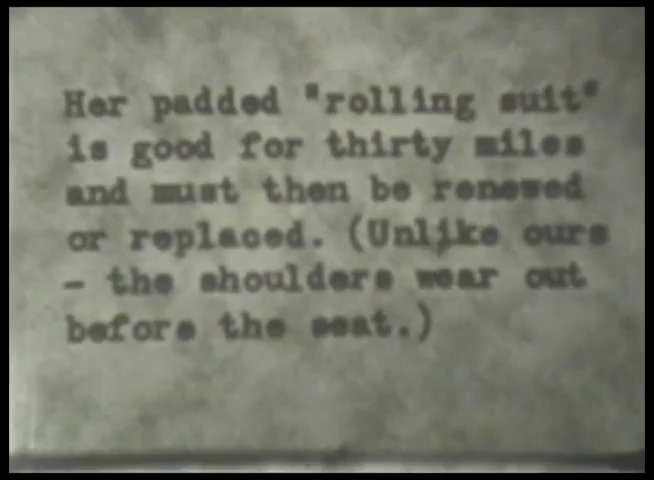 Her padded "rolling suit"
is good for thirty miles
and must then be renewed
or replaced. (Unlike ours
- the shoulders wear out
before the seat.)